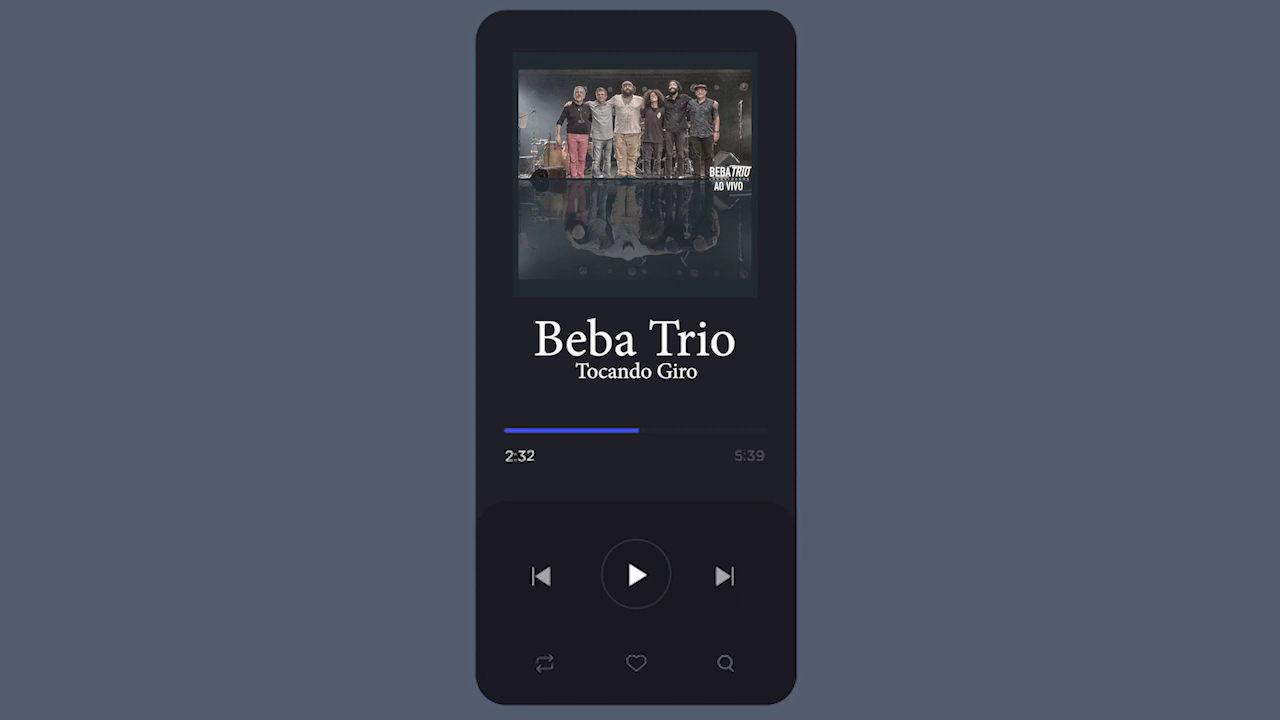 BEBA TRIO
AO VIVO
Beba Trio
Tocando Giro
2:32
5:39